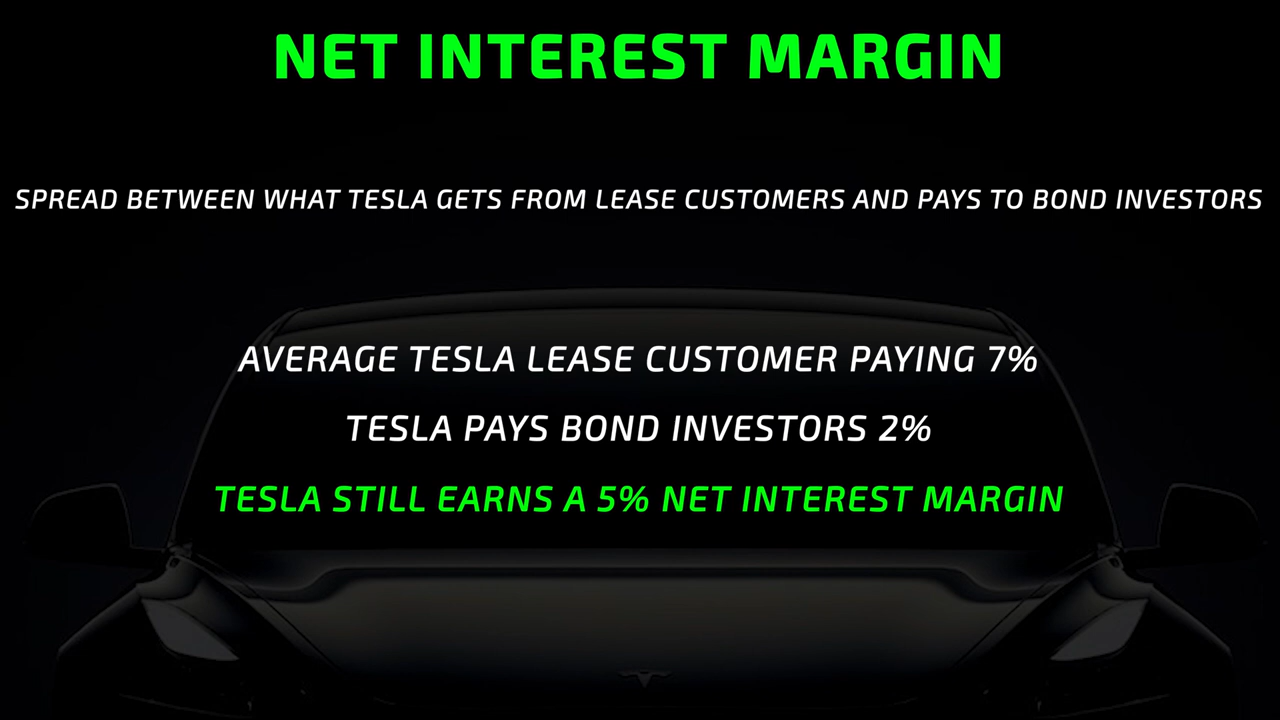 NET INTEREST MARGIN
SPREAD BETWEEN WHAT TESLA GETS FROM LEASE CUSTOMERS AND PAYS TO BOND INVESTORS
AVERAGE TESLA LEASE CUSTOMER PAYING 7%
TESLA PAYS BOND INVESTORS 2%
TESLA STILL EARNS A 5% NET INTEREST MARGIN